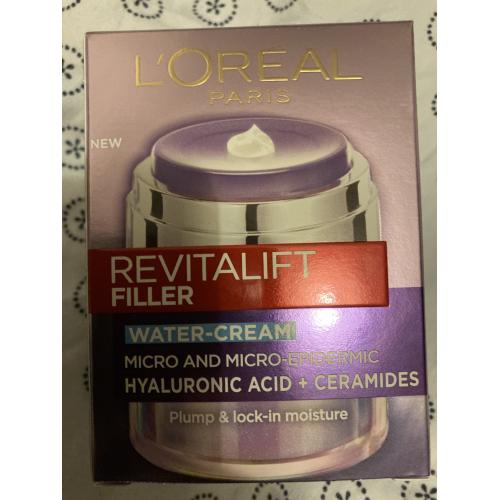 L'ORÉAL
PARIS
NEW
REVITALIFT
FILLER
WATER-CREAM
MICRO AND MICRO-EPIDERMIC
HYALURONIC ACID + CERAMIDES
Plump & lock-in moisture